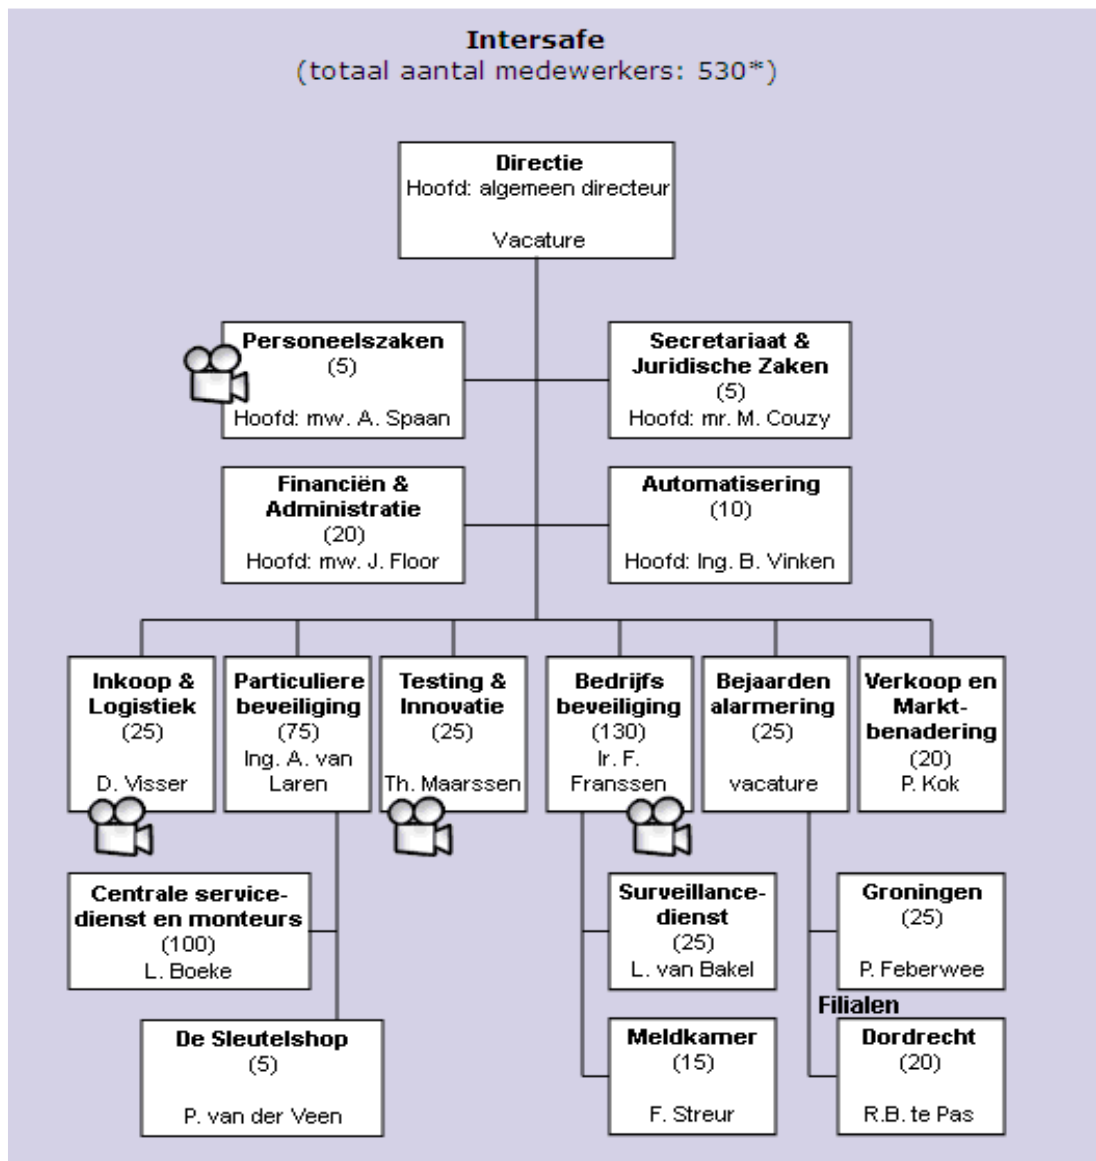 Intersafe
(totaal aantal medewerkers: 530*)
Directie
Hoofd: algemeen directeur
Vacature
Personeelszaken
(5)
Hoofd: mw. A. Spaan
Secretariaat &
Juridische Zaken
(5)
Hoofd: mr. M. Couzy
Financiën &
Administratie
(20)
Hoofd: mw. J. Floor
Automatisering
(10)
Hoofd: Ing. B. Vinken
Inkoop &
Logistiek
(25)
D. Visser
Particuliere
beveiliging
(75)
Ing. A. van
Laren
Testing &
Innovatie
(25)
Th. Maarssen
Bedrijfs
beveiliging
(130)
Ir. F.
Franssen
Bejaarden
alarmering
(25)
vacature
Verkoop en
Markt-
benadering
(20)
P. Kok
Centrale service-
dienst en monteurs
(100)
L. Boeke
Surveillance-
dienst
(25)
L. van Bakel
Groningen
(25)
P. Feberwee
Filialen
De Sleutelshop
(5)
P. van der Veen
Meldkamer
(15)
F. Streur
Dordrecht
(20)
R.B. te Pas